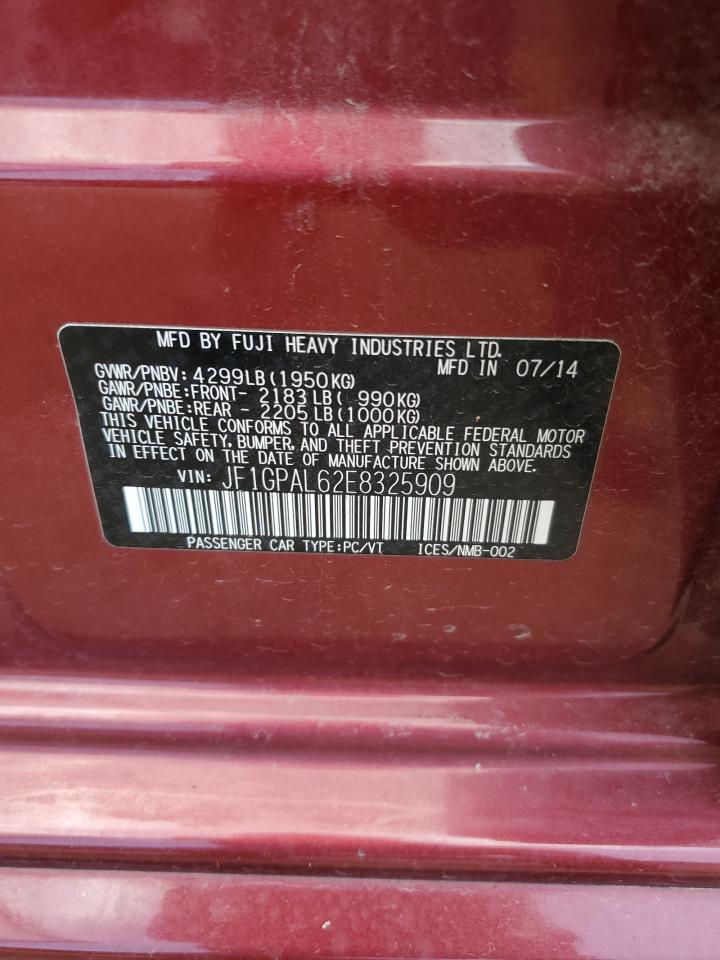 MFD BY FUJI HEAVY INDUSTRIES LTD.
GVWR/PNBV: 4299LB(1950KG) MFD IN 07/14
GAWR/PNBE:FRONT- 2183LB( 990KG)
GAWR/PNBE:REAR - 2205LB(1000KG)
THIS VEHICLE CONFORMS TO ALL APPLICABLE FEDERAL MOTOR
VEHICLE SAFETY, BUMPER, AND THEFT PREVENTION STANDARDS
IN EFFECT ON THE DATE OF MANUFACTURE SHOWN ABOVE.
VIN: JF1GPAL62E8325909
PASSENGER CAR TYPE:PC/VT ICES/NMB-002